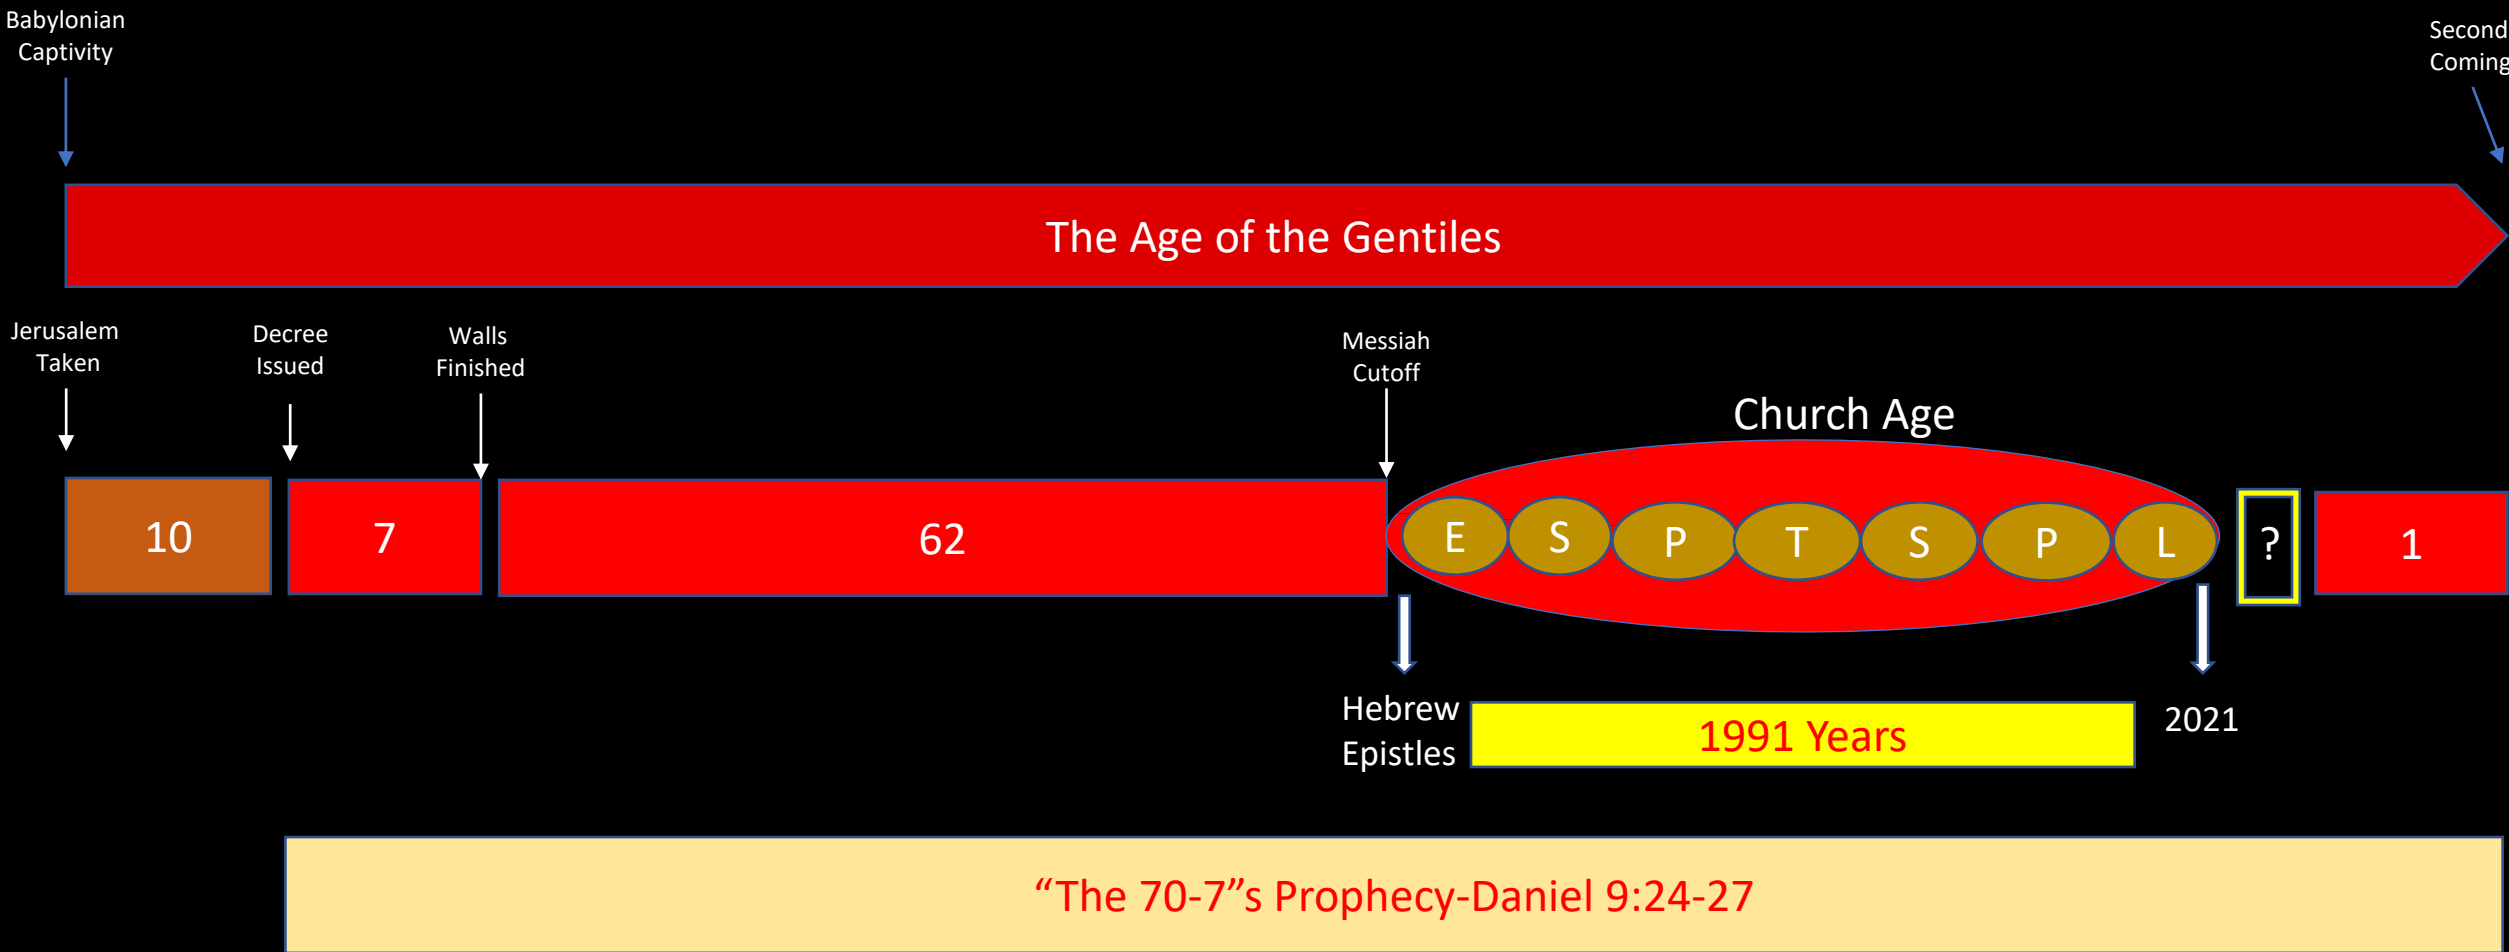 Babylonian
Captivity
Second
Coming
The Age of the Gentiles
Jerusalem
Taken
Decree
Issued
Walls
Finished
Messiah
Cutoff
Church Age
10
7
62
E
S
P
T
S
P
L
?
1
Hebrew
Epistles
1991 Years
2021
“The 70-7”s Prophecy-Daniel 9:24-27